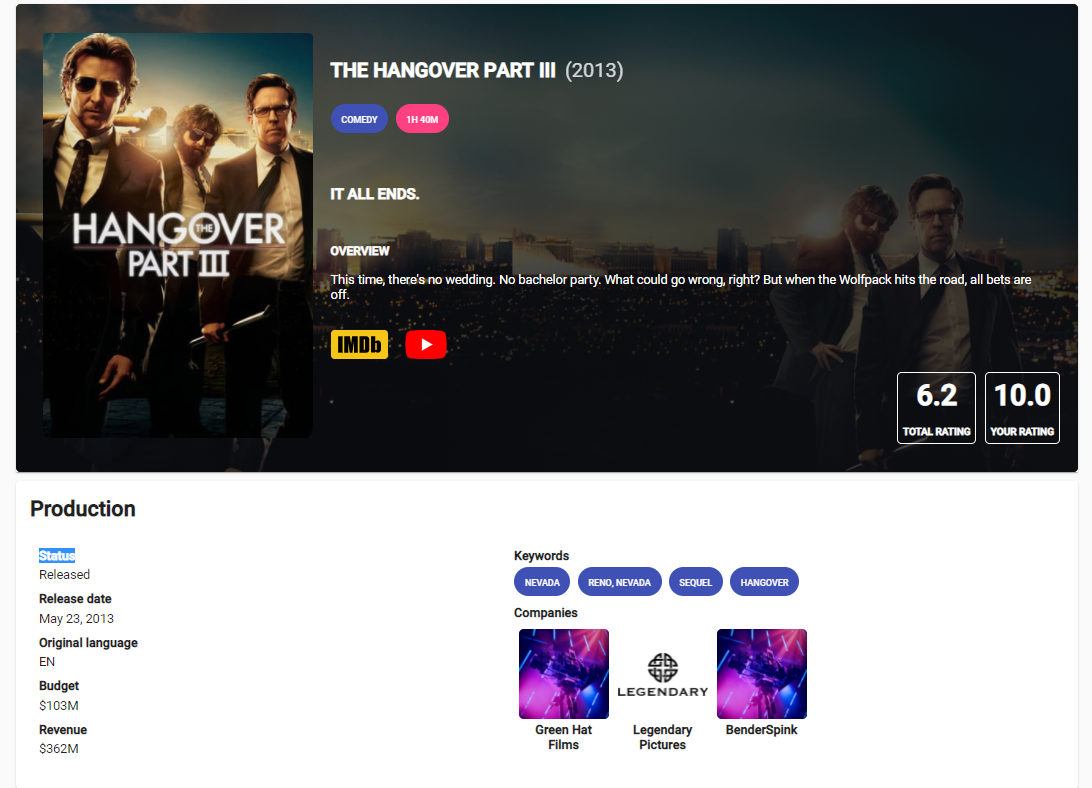 HANGOVER
THE
PART III
THE HANGOVER PART III (2013)
COMEDY
1H 40M
IT ALL ENDS.
OVERVIEW
This time, there's no wedding. No bachelor party. What could go wrong, right? But when the Wolfpack hits the road, all bets are
off.
IMDb
6.2
TOTAL RATING
10.0
YOUR RATING
Production
Status
Released
Release date
May 23, 2013
Original language
EN
Budget
$103M
Revenue
$362M
Keywords
NEVADA
RENO, NEVADA
SEQUEL
HANGOVER
Companies
LEGENDARY
Green Hat
Films
Legendary
Pictures
BenderSpink